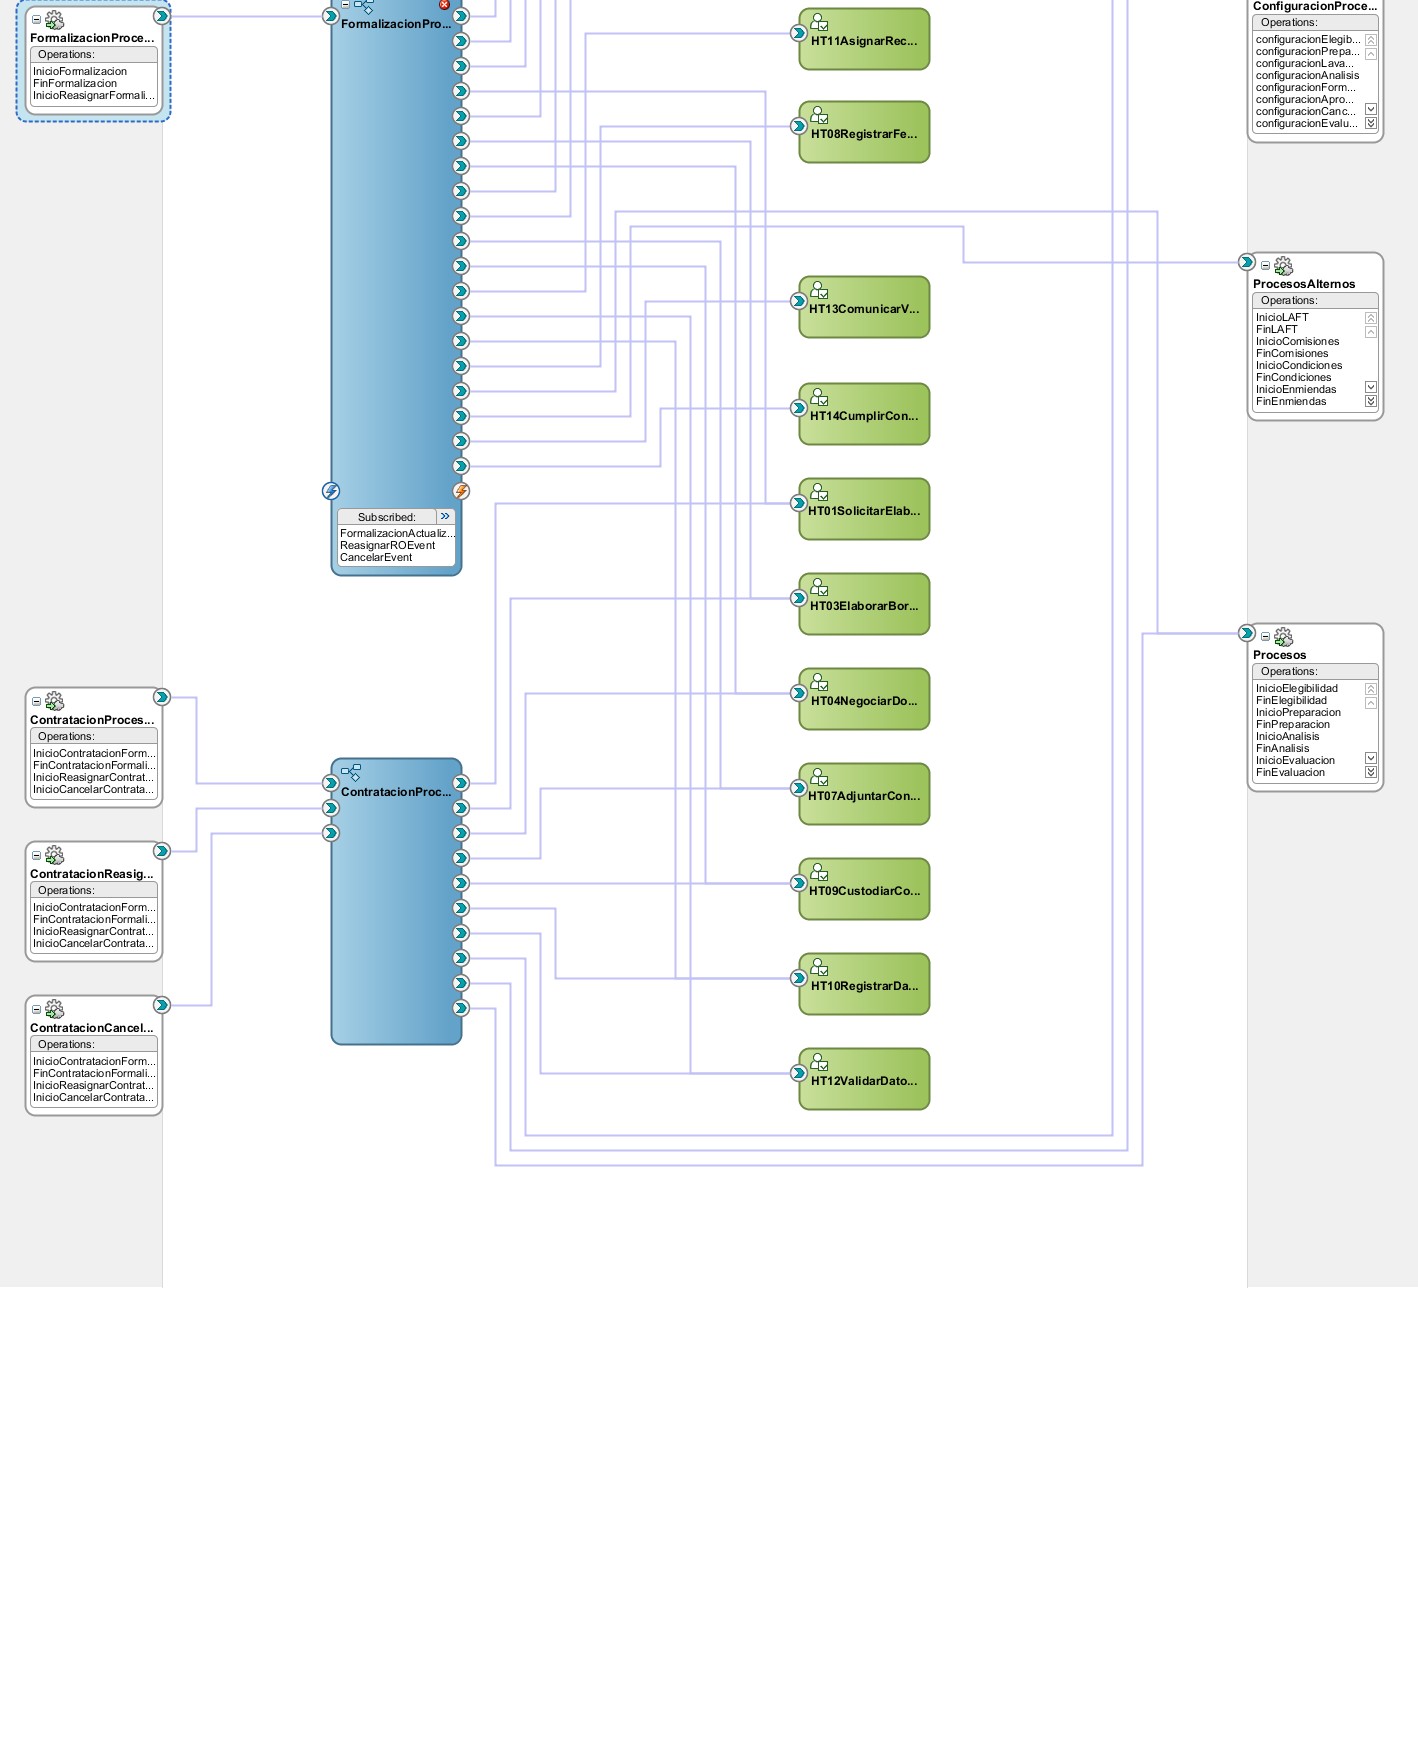 FormalizacionProce...
Operations:
InicioFormalizacion
FinFormalizacion
InicioReasignarFormali...
FormalizacionPro...
Subscribed:
FormalizacionActualiz...
ReasignarROEvent
CancelarEvent
ContratacionProces...
Operations:
InicioContratacionForm...
FinContratacionFormali...
InicioReasignarContrat...
InicioCancelarContrata...
ContratacionReasig...
Operations:
InicioContratacionForm...
FinContratacionFormali...
InicioReasignarContrat...
InicioCancelarContrata...
ContratacionCancel...
Operations:
InicioContratacionForm...
FinContratacionFormali...
InicioReasignarContrat...
InicioCancelarContrata...
ContratacionProc...
HT11AsignarRec...
HT08RegistrarFe...
HT13ComunicarV...
HT14CumplirCon...
HT01SolicitarElab...
HT03ElaborarBor...
HT04NegociarDo...
HT07AdjuntarCon...
HT09CustodiarCo...
HT10RegistrarDa...
HT12ValidarDato...
ConfiguracionProce...
Operations:
configuracionElegib...
configuracionPrepa...
configuracionLava...
configuracionAnalisis
configuracionForm...
configuracionApro...
configuracionCanc...
configuracionEvalu...
ProcesosAlternos
Operations:
InicioLAFT
FinLAFT
InicioComisiones
FinComisiones
InicioCondiciones
FinCondiciones
InicioEnmiendas
FinEnmiendas
Procesos
Operations:
InicioElegibilidad
FinElegibilidad
InicioPreparacion
FinPreparacion
InicioAnalisis
FinAnalisis
InicioEvaluacion
FinEvaluacion